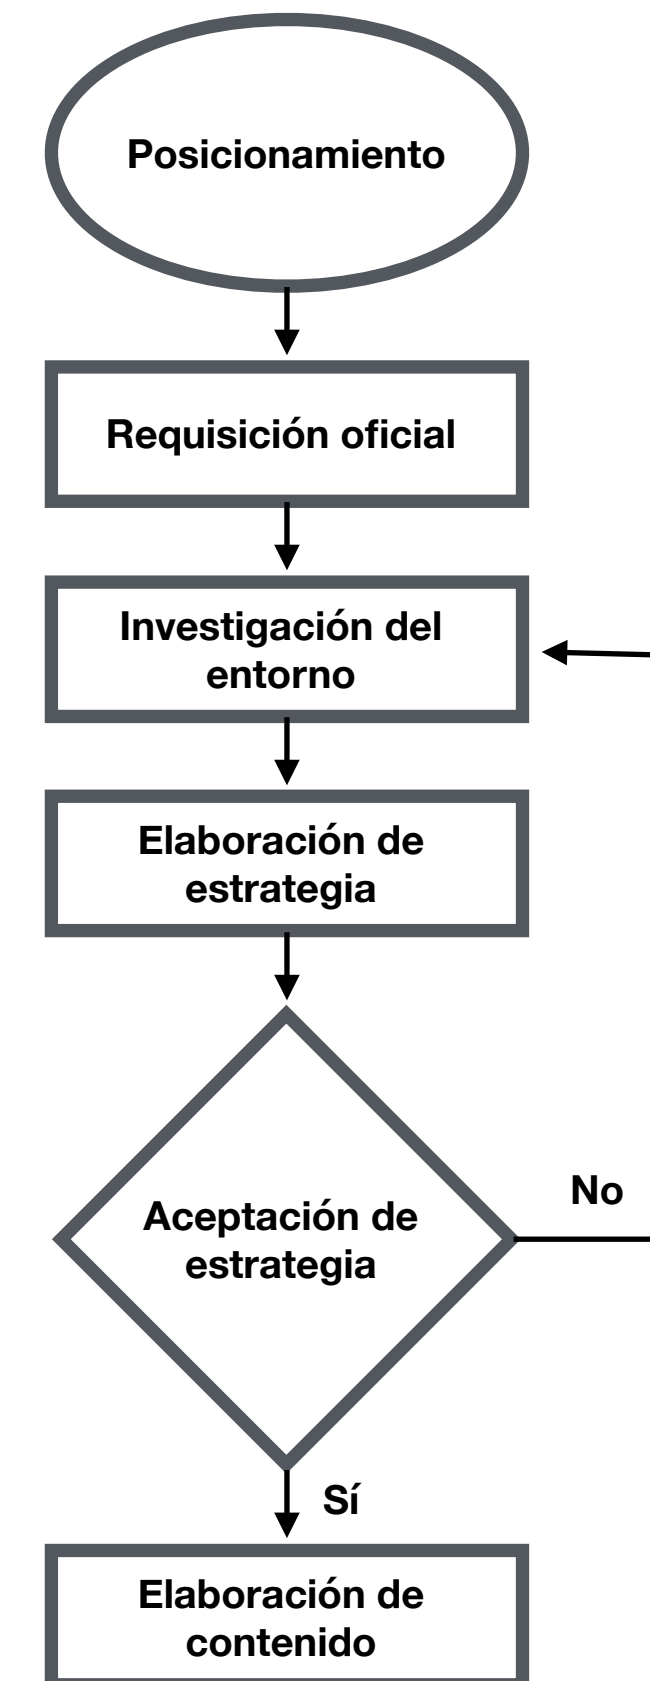 Posicionamiento
Requisición oficial
Investigación del
entorno
Elaboración de
estrategia
Aceptación de
estrategia
No
Sí
Elaboración de
contenido